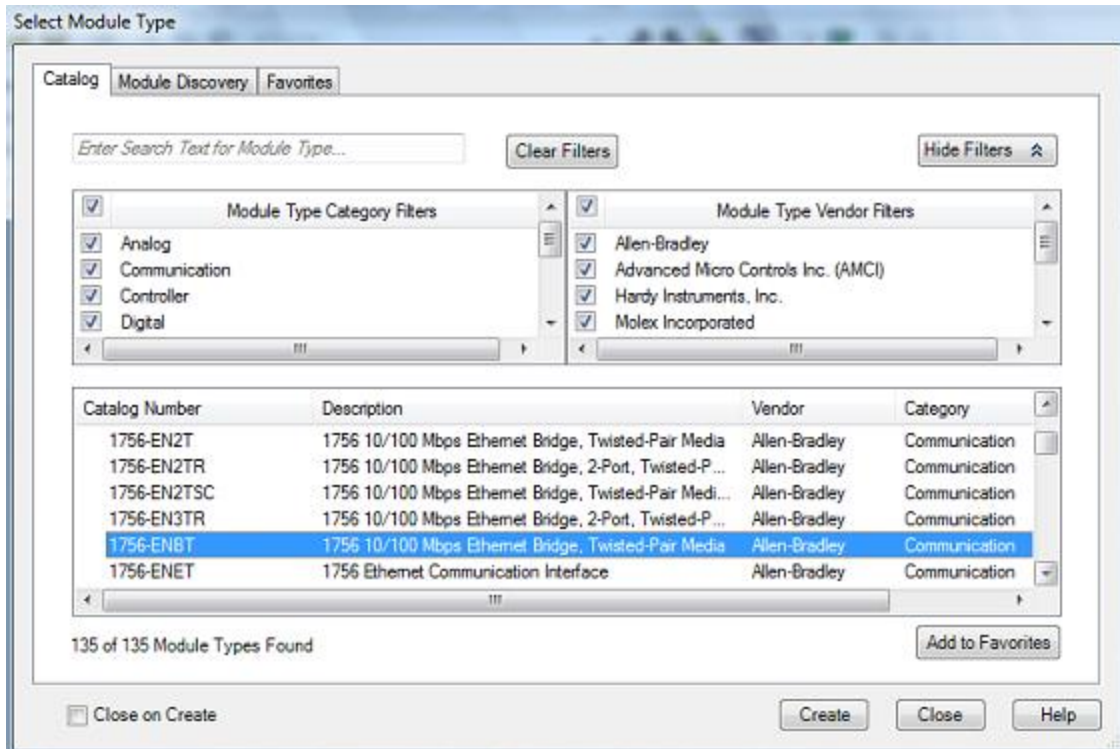 Select Module Type
Catalog Module Discovery Favorites
Enter Search Text for Module Type... Clear Filters Hide Filters
Module Type Category Filters Module Type Vendor Filters
Analog Allen-Bradley
Communication Advanced Micro Controls Inc. (AMCI)
Controller Hardy Instruments, Inc.
Digital Molex Incorporated
Catalog Number Description Vendor Category
1756-EN2T 1756 10/100 Mbps Ethernet Bridge, Twisted-Pair Media Allen-Bradley Communication
1756-EN2TR 1756 10/100 Mbps Ethernet Bridge, 2-Port, Twisted-P... Allen-Bradley Communication
1756-EN2TSC 1756 10/100 Mbps Ethernet Bridge, Twisted-Pair Medi... Allen-Bradley Communication
1756-EN3TR 1756 10/100 Mbps Ethernet Bridge, 2-Port, Twisted-P... Allen-Bradley Communication
1756-ENBT 1756 10/100 Mbps Ethernet Bridge, Twisted-Pair Media Allen-Bradley Communication
1756-ENET 1756 Ethernet Communication Interface Allen-Bradley Communication
135 of 135 Module Types Found Add to Favorites
Close on Create Create Close Help